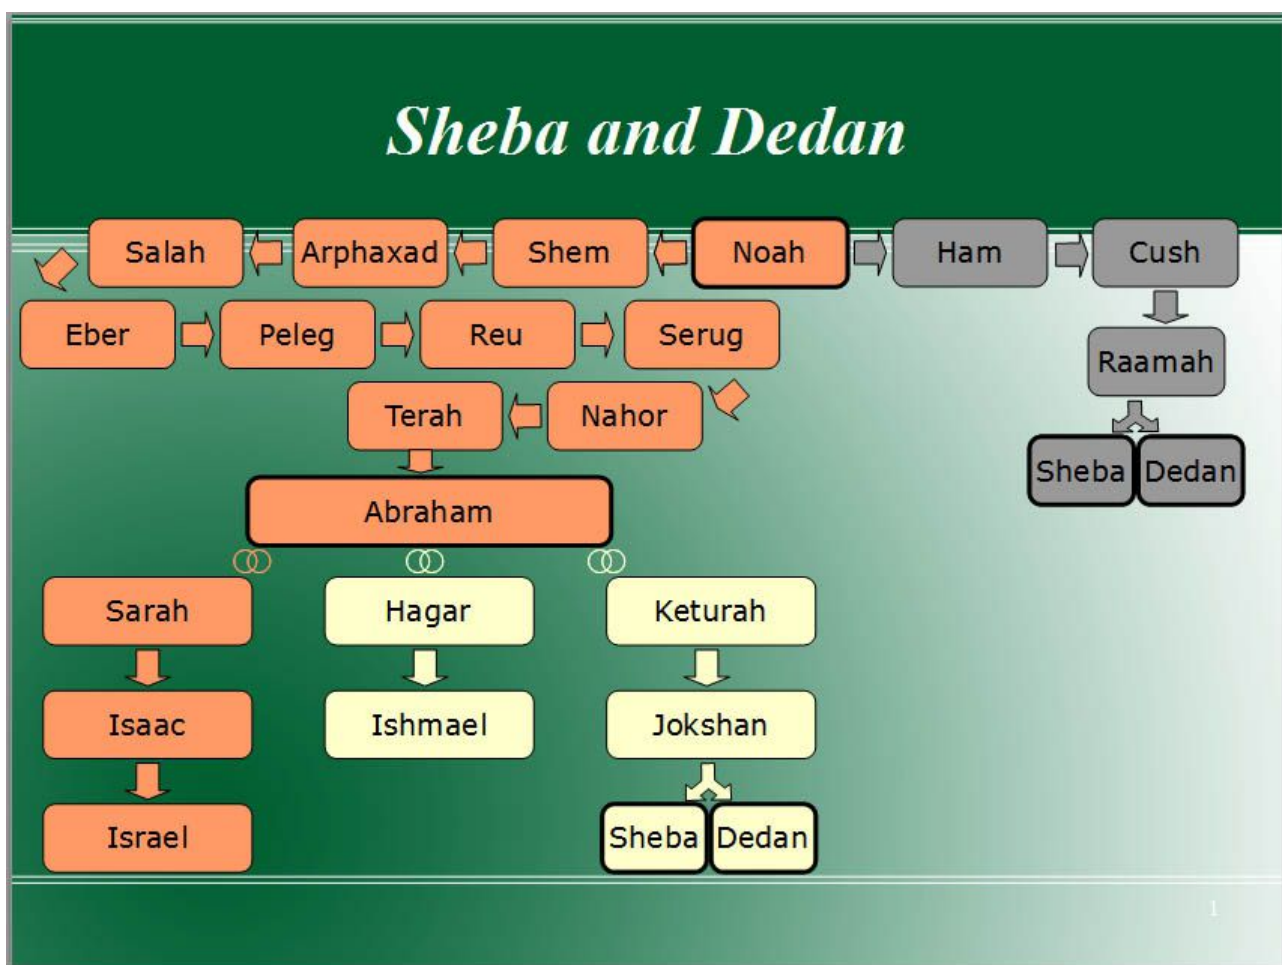 Sheba and Dedan
Salah Arphaxad Shem Noah Ham Cush
Eber Peleg Reu Serug
Raamah
Terah Nahor
Sheba Dedan
Abraham
Sarah Hagar Keturah
Isaac Ishmael Jokshan
Israel Sheba Dedan
1